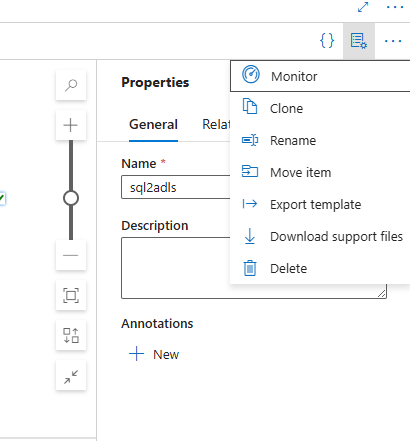 {}
Properties
Monitor
Clone
General Relat
Rename
Name *
Move item
sql2adls
Export template
Description
Download support files
Delete
Annotations
New